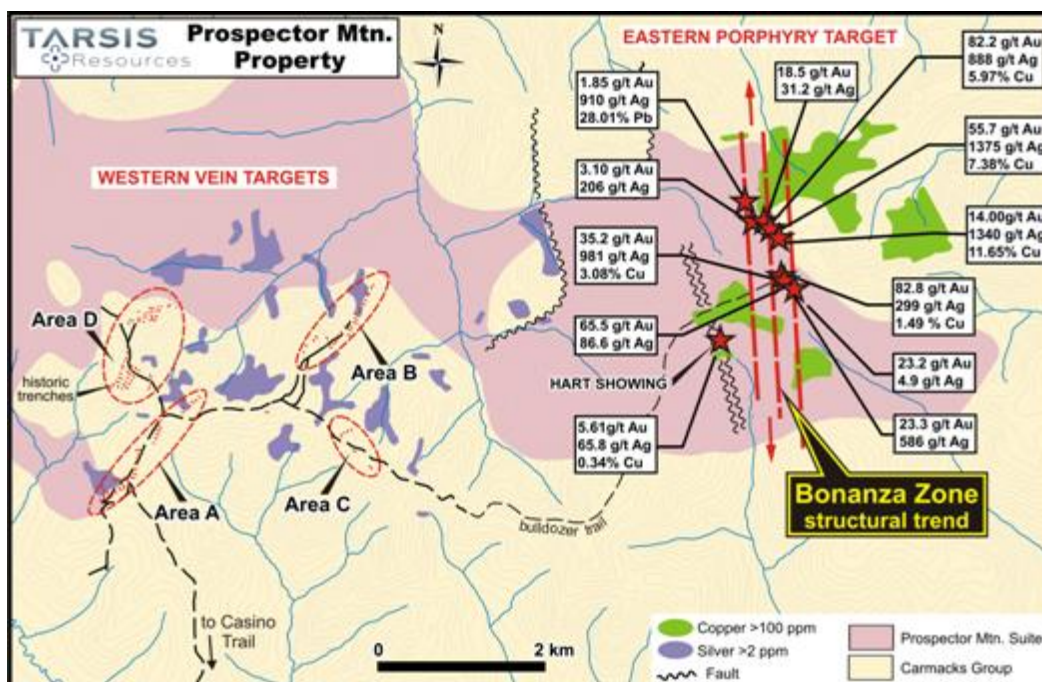 TARSIS
Resources
Prospector Mtn.
Property
N
EASTERN PORPHYRY TARGET
WESTERN VEIN TARGETS
1.85 g/t Au
910 g/t Ag
28.01% Pb
18.5 g/t Au
31.2 g/t Ag
82.2 g/t Au
888 g/t Ag
5.97% Cu
3.10 g/t Au
206 g/t Ag
55.7 g/t Au
1375 g/t Ag
7.38% Cu
35.2 g/t Au
981 g/t Ag
3.08% Cu
14.00g/t Au
1340 g/t Ag
11.65% Cu
65.5 g/t Au
86.6 g/t Ag
82.8 g/t Au
299 g/t Ag
1.49 % Cu
HART SHOWING
23.2 g/t Au
4.9 g/t Ag
5.61g/t Au
65.8 g/t Ag
0.34% Cu
23.3 g/t Au
586 g/t Ag
Area D
historic
trenches
Area B
Area A
Area C
bulldozer trail
Bonanza Zone
structural trend
to Casino
Trail
0
2 km
Copper >100 ppm
Silver >2 ppm
Fault
Prospector Mtn. Suite
Carmacks Group